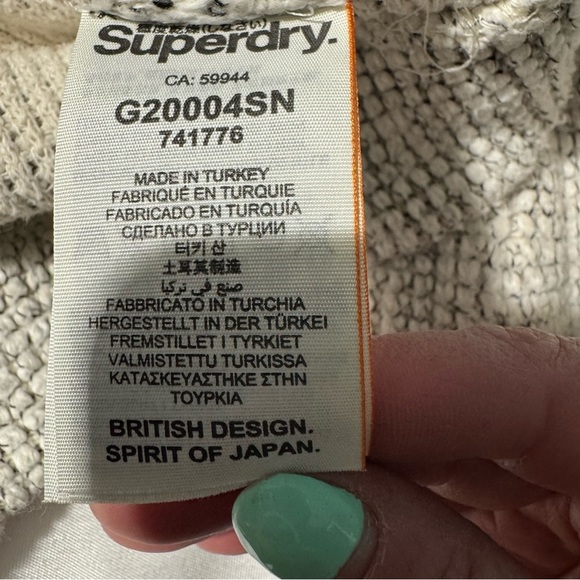 Superdry.
CA: 59944
G20004SN
741776
MADE IN TURKEY
FABRIQUÉ EN TURQUIE
FABRICADO EN TURQUÍA
СДЕЛАНО В ТУРЦИИ
터키 산
土耳其制造
صنع في تركيا
FABBRICATO IN TURCHIA
HERGESTELLT IN DER TÜRKEI
FREMSTILLET I TYRKIET
VALMISTETTU TURKISSA
ΚΑΤΑΣΚΕΥΑΣΤΗΚΕ ΣΤΗΝ
ΤΟΥΡΚΙΑ
BRITISH DESIGN.
SPIRIT OF JAPAN.